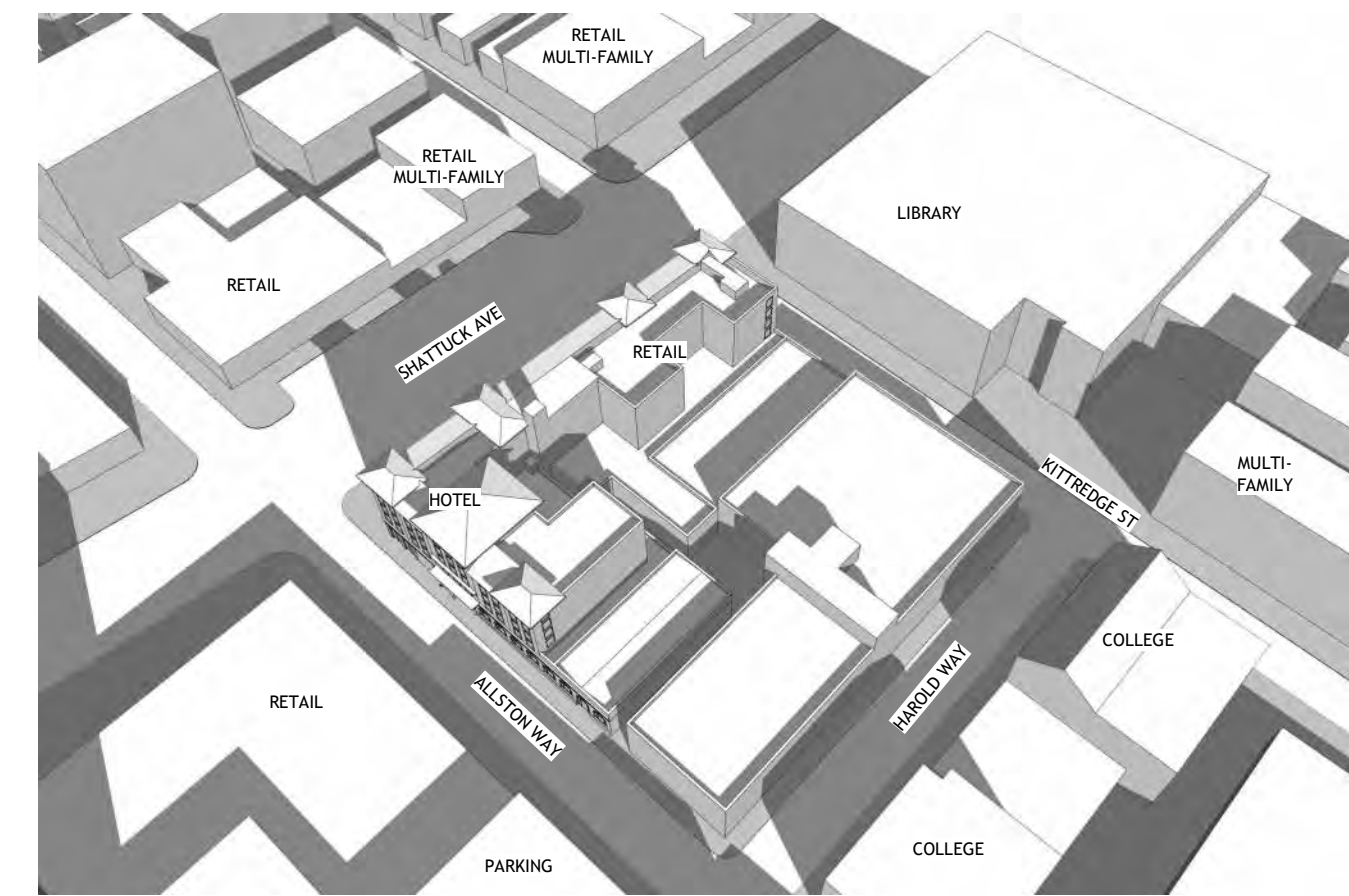 RETAIL
MULTI-FAMILY
RETAIL
MULTI-FAMILY
LIBRARY
RETAIL
SHATTUCK AVE
RETAIL
HOTEL
KITTREDGE ST
MULTI-
FAMILY
COLLEGE
HAROLD WAY
ALLSTON WAY
RETAIL
COLLEGE
PARKING